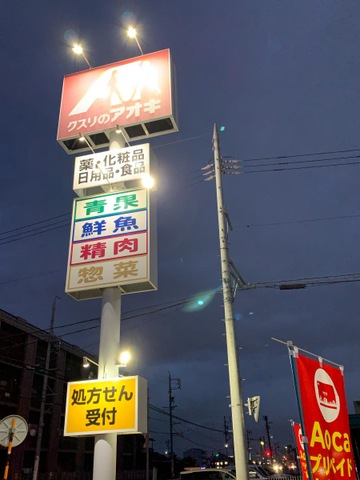 クスリのアオキ
薬・化粧品
日用品・食品
青果
鮮魚
精肉
惣菜
処方せん
受付
Aoca
プリペイド